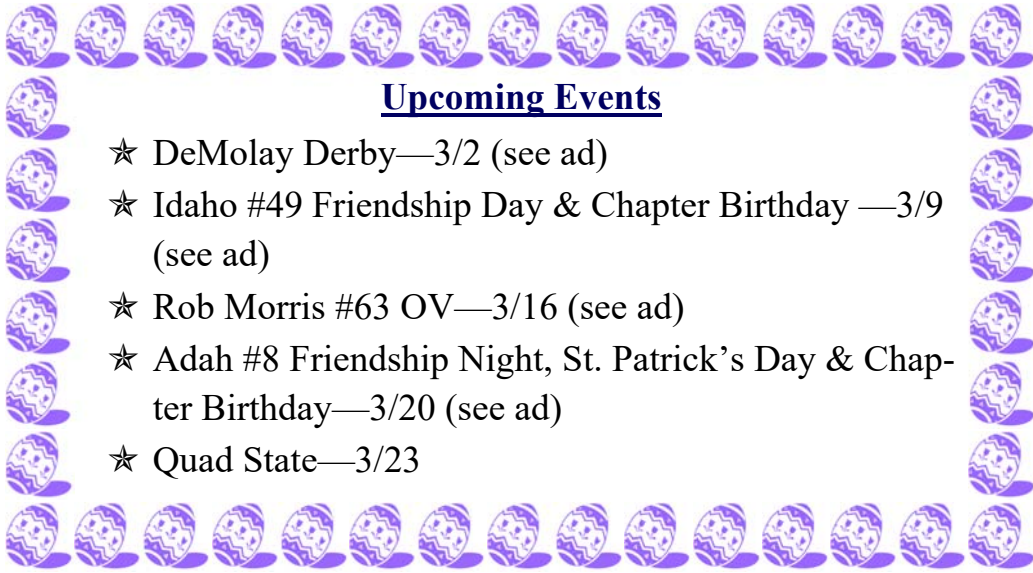 Upcoming Events
✯ DeMolay Derby—3/2 (see ad)
✯ Idaho #49 Friendship Day & Chapter Birthday —3/9
(see ad)
✯ Rob Morris #63 OV—3/16 (see ad)
✯ Adah #8 Friendship Night, St. Patrick’s Day & Chap-
ter Birthday—3/20 (see ad)
✯ Quad State—3/23